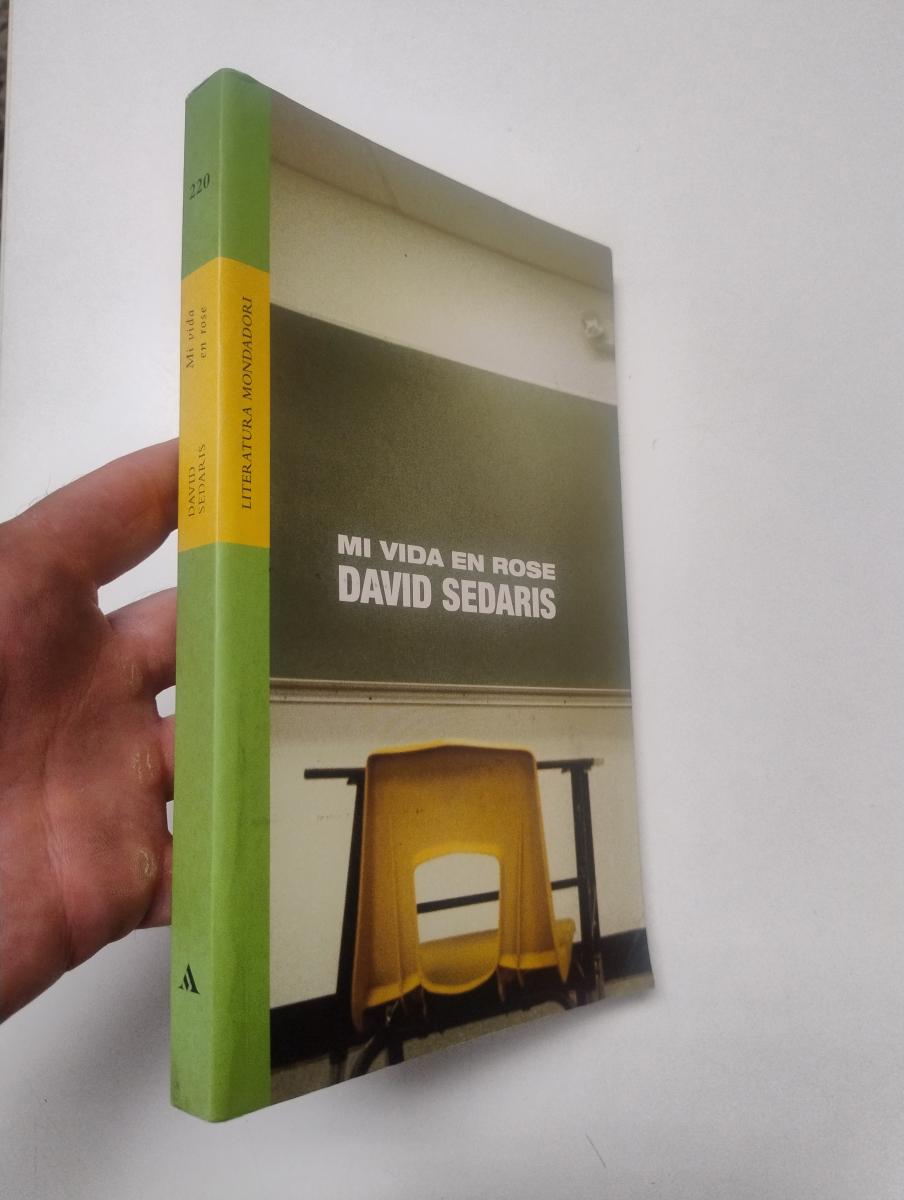 220
Mi vida
en rose
DAVID
SEDARIS
LITERATURA MONDADORI
MI VIDA EN ROSE
DAVID SEDARIS